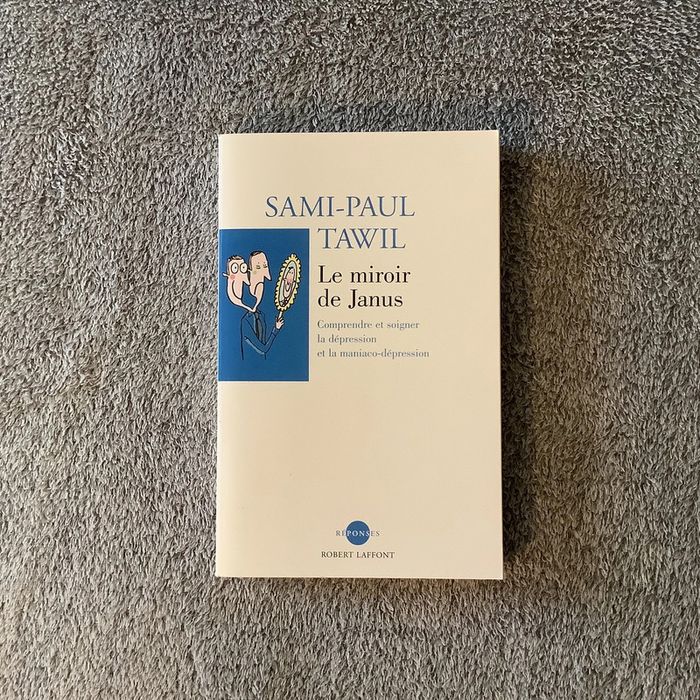 SAMI-PAUL
TAWIL
Le miroir
de Janus
Comprendre et soigner
la dépression
et la maniaco-dépression
RÉPONSES
ROBERT LAFFONT